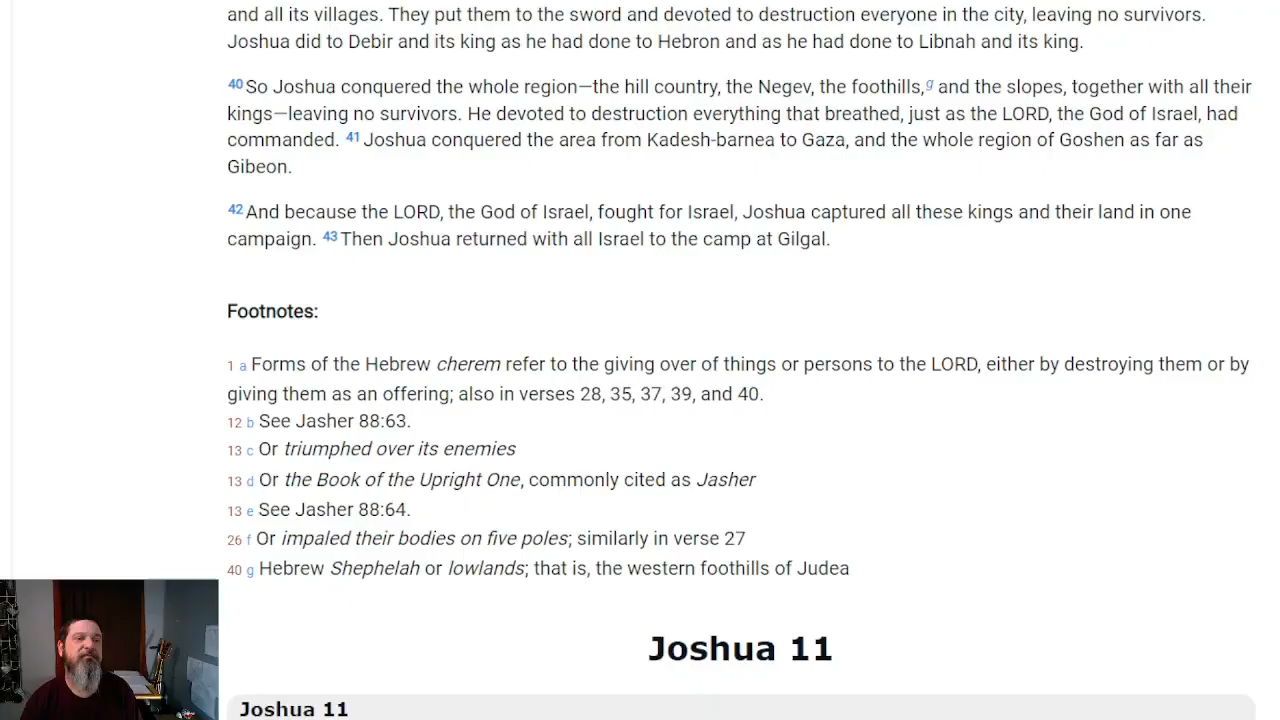 and all its villages. They put them to the sword and devoted to destruction everyone in the city, leaving no survivors.
Joshua did to Debir and its king as he had done to Hebron and as he had done to Libnah and its king.
40 So Joshua conquered the whole region—the hill country, the Negev, the foothills,g and the slopes, together with all their
kings—leaving no survivors. He devoted to destruction everything that breathed, just as the LORD, the God of Israel, had
commanded. 41 Joshua conquered the area from Kadesh-barnea to Gaza, and the whole region of Goshen as far as
Gibeon.
42 And because the LORD, the God of Israel, fought for Israel, Joshua captured all these kings and their land in one
campaign. 43 Then Joshua returned with all Israel to the camp at Gilgal.
Footnotes:
1 a Forms of the Hebrew cherem refer to the giving over of things or persons to the LORD, either by destroying them or by
giving them as an offering; also in verses 28, 35, 37, 39, and 40.
12 b See Jasher 88:63.
13 c Or triumphed over its enemies
13 d Or the Book of the Upright One, commonly cited as Jasher
13 e See Jasher 88:64.
26 f Or impaled their bodies on five poles; similarly in verse 27
40 g Hebrew Shephelah or lowlands; that is, the western foothills of Judea
Joshua 11
Joshua 11